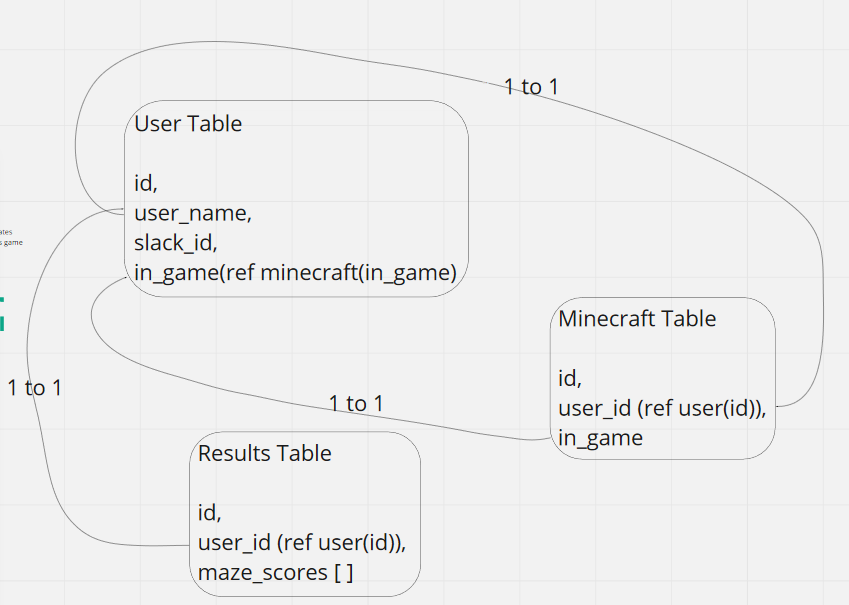 1 to 1
User Table
id,
user_name,
slack_id,
in_game(ref minecraft(in_game)
s game
Minecraft Table
id,
user_id (ref user(id)),
in_game
1 to 1
1 to 1
Results Table
id,
user_id (ref user(id)),
maze_scores [ ]